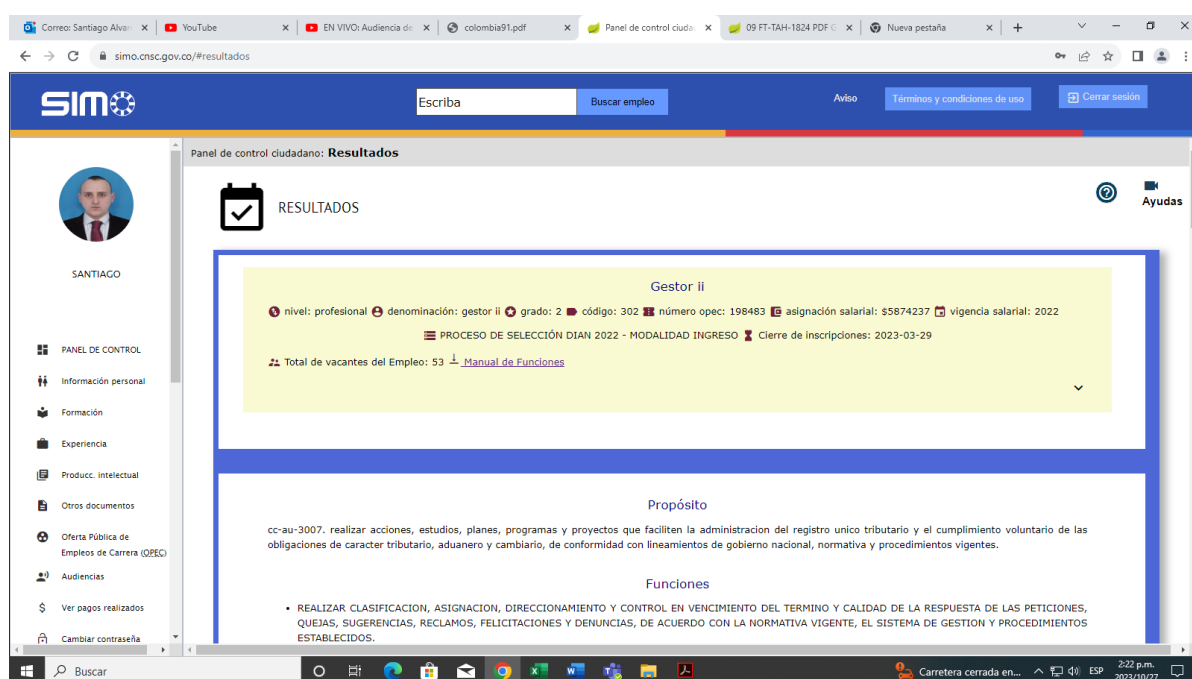 Correo: Santiago Alvar
YouTube
EN VIVO: Audiencia de
colombia91.pdf
Panel de control ciudad
09 FT-TAH-1824 PDF G
Nueva pestaña
simo.cnsc.gov.co/#resultados
SIMO
Escriba
Buscar empleo
Aviso
Términos y condiciones de uso
Cerrar sesión
Panel de control ciudadano: Resultados
RESULTADOS
Ayudas
SANTIAGO
PANEL DE CONTROL
Información personal
Formación
Experiencia
Producc. intelectual
Otros documentos
Oferta Pública de
Empleos de Carrera (OPEC)
Audiencias
Ver pagos realizados
Cambiar contraseña
Gestor ii
nivel: profesional denominación: gestor ii grado: 2 código: 302 número opec: 198483 asignación salarial: $5874237 vigencia salarial: 2022
PROCESO DE SELECCIÓN DIAN 2022 - MODALIDAD INGRESO Cierre de inscripciones: 2023-03-29
Total de vacantes del Empleo: 53 Manual de Funciones
Propósito
cc-au-3007. realizar acciones, estudios, planes, programas y proyectos que faciliten la administracion del registro unico tributario y el cumplimiento voluntario de las
obligaciones de caracter tributario, aduanero y cambiario, de conformidad con lineamientos de gobierno nacional, normativa y procedimientos vigentes.
Funciones
• REALIZAR CLASIFICACION, ASIGNACION, DIRECCIONAMIENTO Y CONTROL EN VENCIMIENTO DEL TERMINO Y CALIDAD DE LA RESPUESTA DE LAS PETICIONES,
QUEJAS, SUGERENCIAS, RECLAMOS, FELICITACIONES Y DENUNCIAS, DE ACUERDO CON LA NORMATIVA VIGENTE, EL SISTEMA DE GESTION Y PROCEDIMIENTOS
ESTABLECIDOS.
Buscar
Carretera cerrada en...
ESP
2:22 p.m.
2023/10/27